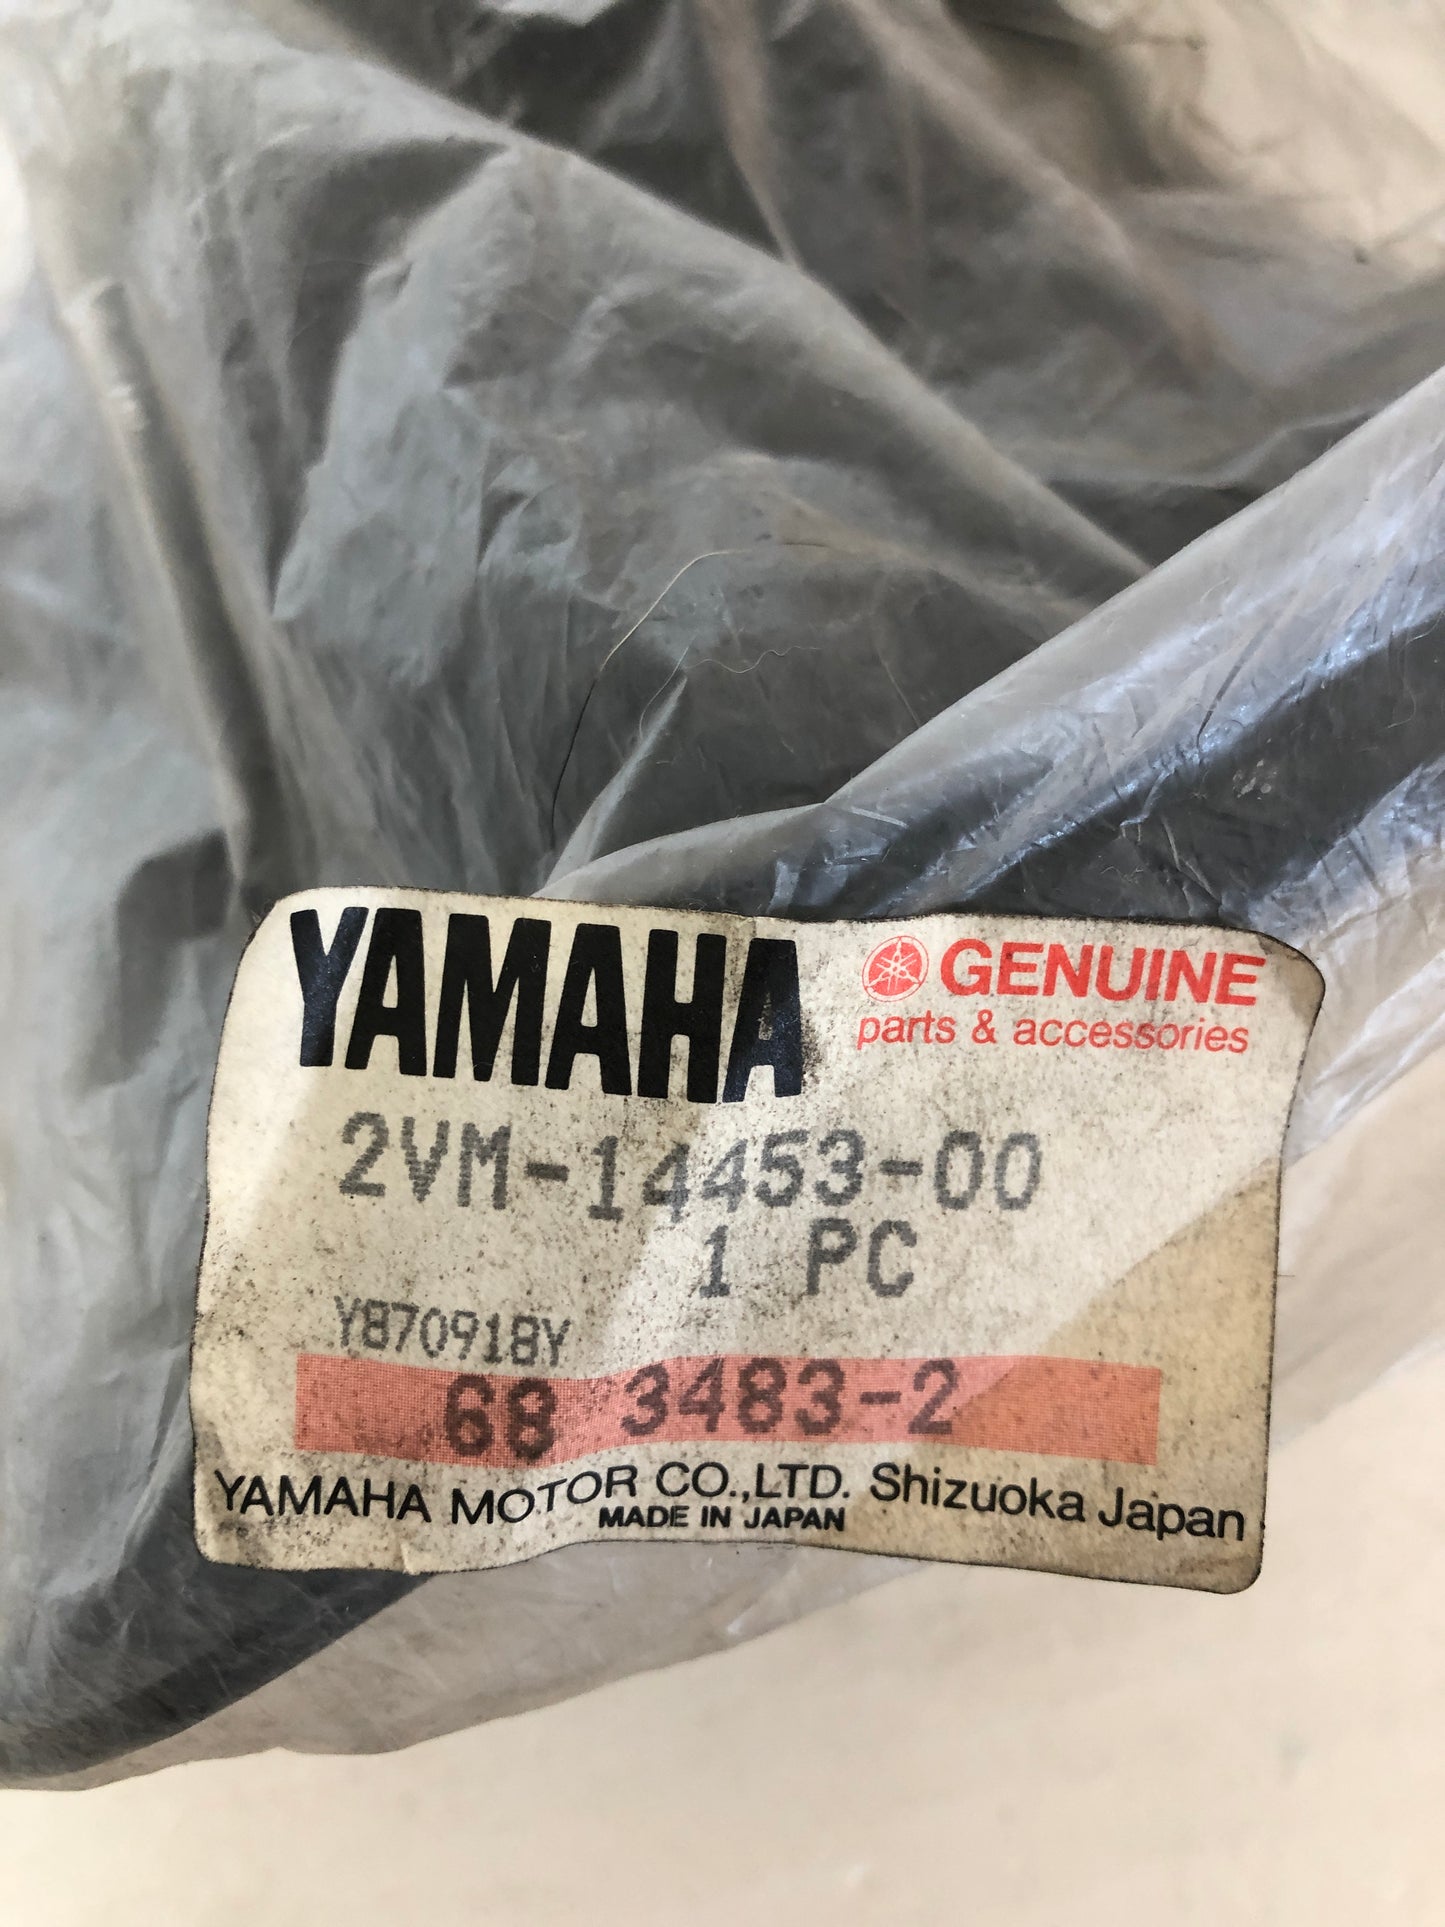 YAMAHA GENUINE
parts & accessories
2VM-14453-00
1 PC
Y870918Y
68 3483-2
YAMAHA MOTOR CO.,LTD. Shizuoka Japan
MADE IN JAPAN